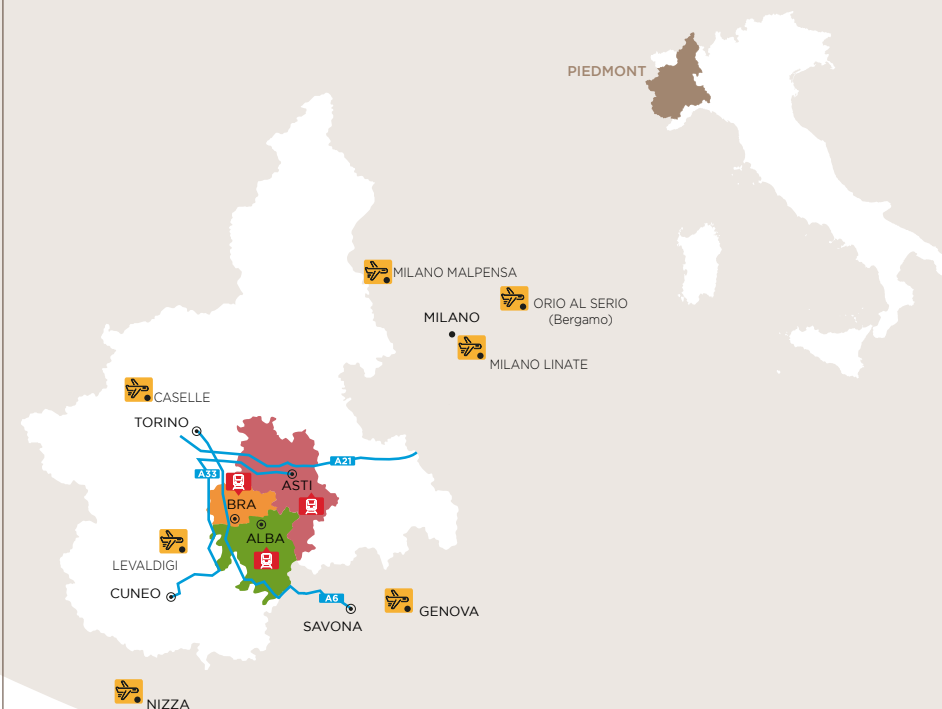 PIEDMONT
MILANO MALPENSA
ORIO AL SERIO
(Bergamo)
MILANO
MILANO LINATE
CASELLE
TORINO
A21
A33
ASTI
BRA
ALBA
LEVALDIGI
CUNEO
A6
GENOVA
SAVONA
NIZZA